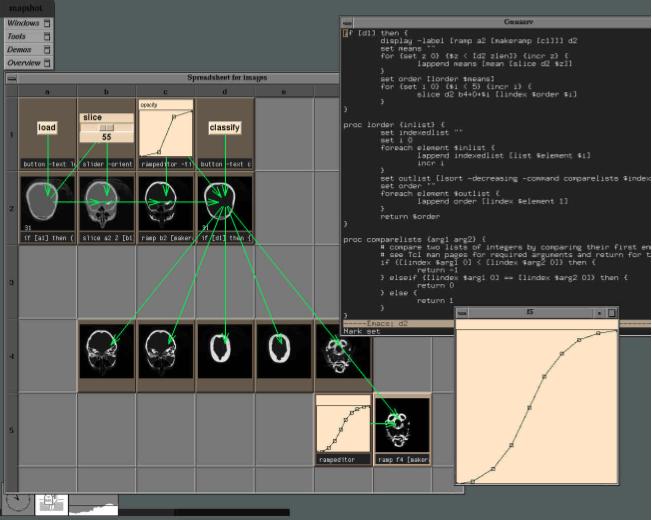 mapshot
Windows
Tools
Demos
Overview
Spreadsheet for images
a b c d e
1
load
slice
55
opacity
classify
button -text
slider -orient
rampeditor -ti
button -text c
2
31
31
if [a1] then {
slice a2 2 [b1
ramp b2 [maker
if [d1] then {
3
4
5
rampeditor
ramp f4 [maker
Emacs: d2
if [d1] then {
display -label [ramp a2 [makeramp [c1]]] d2
set means ""
for {set z 0} {$z < [d2 zlen]} {incr z} {
lappend means [mean [slice d2 $z]]
}
set order [lorder $means]
for {set i 0} {$i < 5} {incr i} {
slice d2 b4+0+$i [lindex $order $i]
}
}
proc lorder {inlist} {
set indexedlist ""
set i 0
foreach element $inlist {
lappend indexedlist [list $element $i]
incr i
}
set outlist [lsort -decreasing -command comparelists $index
set order ""
foreach element $outlist {
lappend order [lindex $element 1]
}
return $order
}
proc comparelists {arg1 arg2} {
# compare two lists of integers by comparing their first
# see Tcl man pages for required arguments and return for
if {[lindex $arg1 0] < [lindex $arg2 0]} then {
return -1
} elseif {[lindex $arg1 0] == [lindex $arg2 0]} then {
return 0
} else {
return 1
}
}
-----Emacs: d2
Mark set
f5